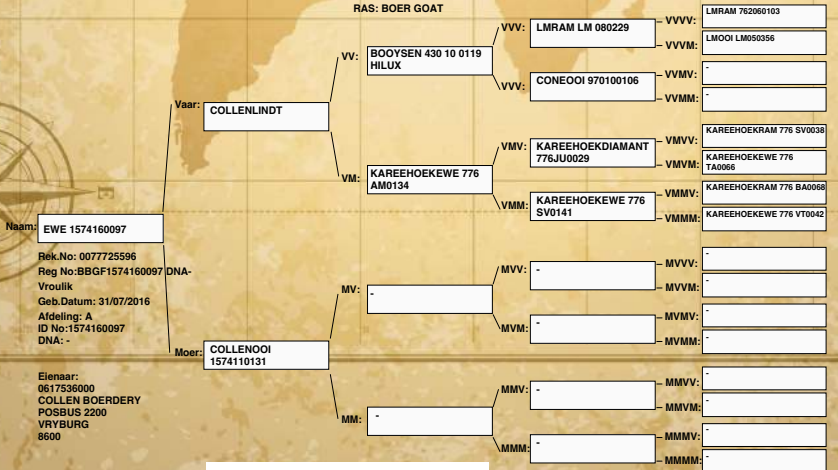 RAS: BOER GOAT
Naam:
EWE 1574160097
Rek.No: 0077725596
Reg No:BBGF1574160097 DNA-
Vroulik
Geb.Datum: 31/07/2016
Afdeling: A
ID No:1574160097
DNA: -
Eienaar:
0617536000
COLLEN BOERDERY
POSBUS 2200
VRYBURG
8600
Vaar:
COLLENLINDT
Moer:
COLLENOOI
1574110131
VV:
BOOYSEN 430 10 0119
HILUX
VM:
KAREEHOEKEWE 776
AM0134
MV:
-
MM:
-
VVV:
LMRAM LM 080229
VVV:
CONEOOI 970100106
VMV:
KAREEHOEKDIAMANT
776JU0029
VMM:
KAREEHOEKEWE 776
SV0141
MVV:
-
MVM:
-
MMV:
-
MMM:
-
VVVV:
LMRAM 762060103
VVVM:
LMOOI LM050356
VVMV:
-
VVMM:
-
VMVV:
KAREEHOEKRAM 776 SV0038
VMVM:
KAREEHOEKEWE 776
TA0066
VMMV:
KAREEHOEKRAM 776 BA0068
VMMM:
KAREEHOEKEWE 776 VT0042
MVVV:
-
MVVM:
-
MVMV:
-
MVMM:
-
MMVV:
-
MMVM:
-
MMMV:
-
MMMM:
-